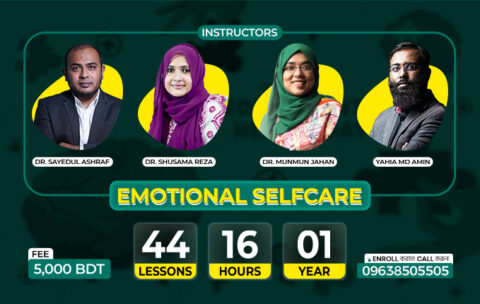 INSTRUCTORS
DR. SAYEDUL ASHRAF
DR. SHUSAMA REZA
DR. MUNMUN JAHAN
YAHIA MD AMIN
EMOTIONAL SELFCARE
FEE
5,000 BDT
44
LESSONS
16
HOURS
01
YEAR
ENROLL করতে CALL করুন
09638505505